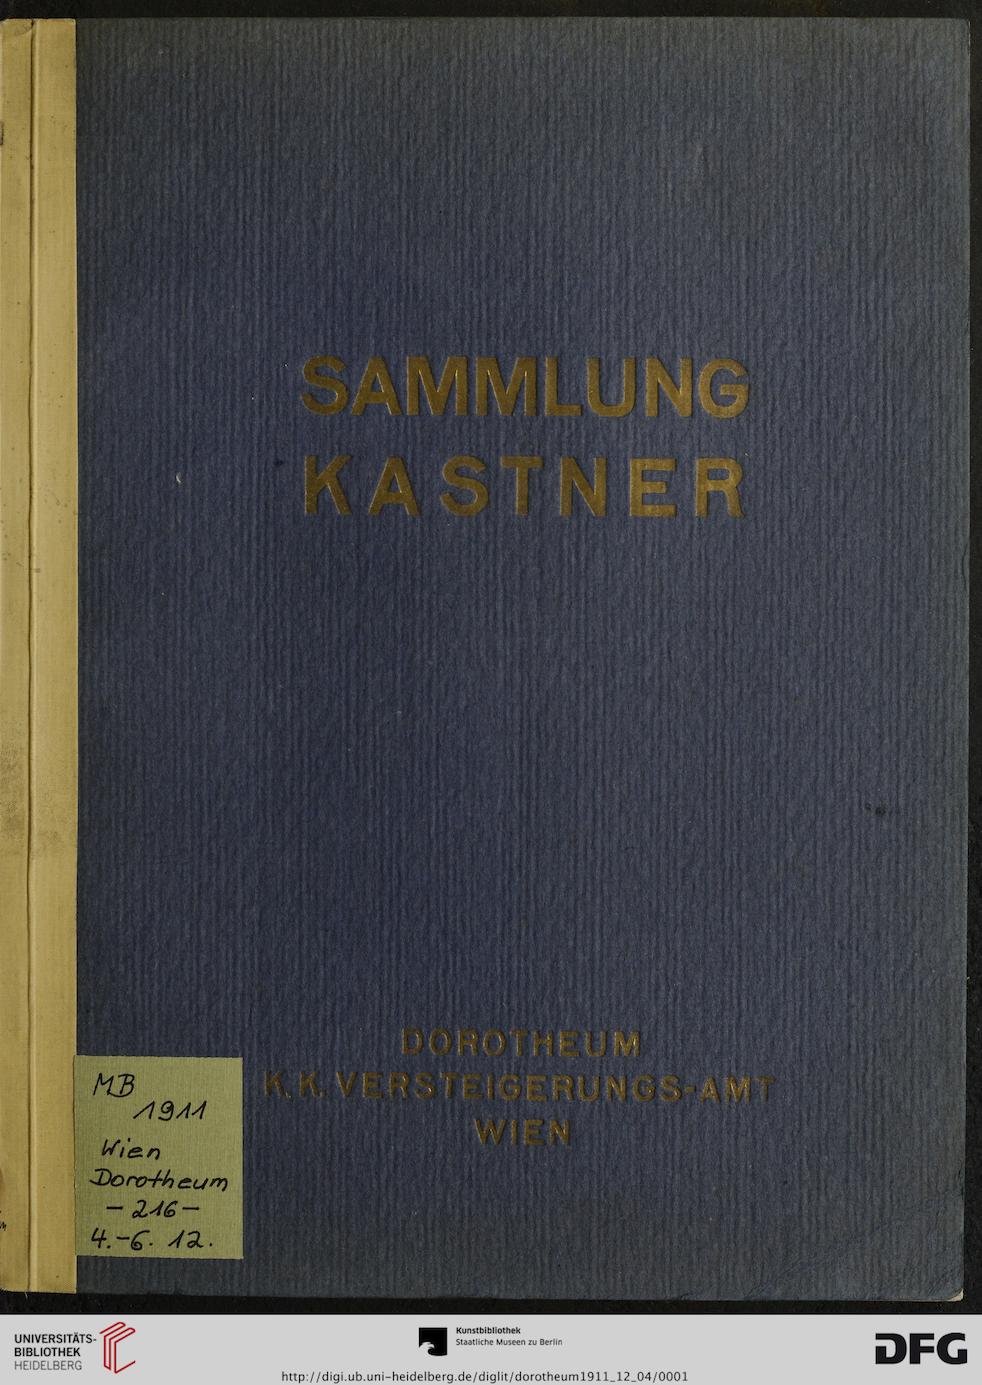 SAMMLUNG
KASTNER
DOROTHEUM
K. K. VERSTEIGERUNGS-AMT
WIEN
MB
1911
Wien
Dorotheum
- 216 -
4.-6. 12.
UNIVERSITÄTS-
BIBLIOTHEK
HEIDELBERG
Kunstbibliothek
Staatliche Museen zu Berlin
DFG
http://digi.ub.uni-heidelberg.de/diglit/dorotheum1911_12_04/0001